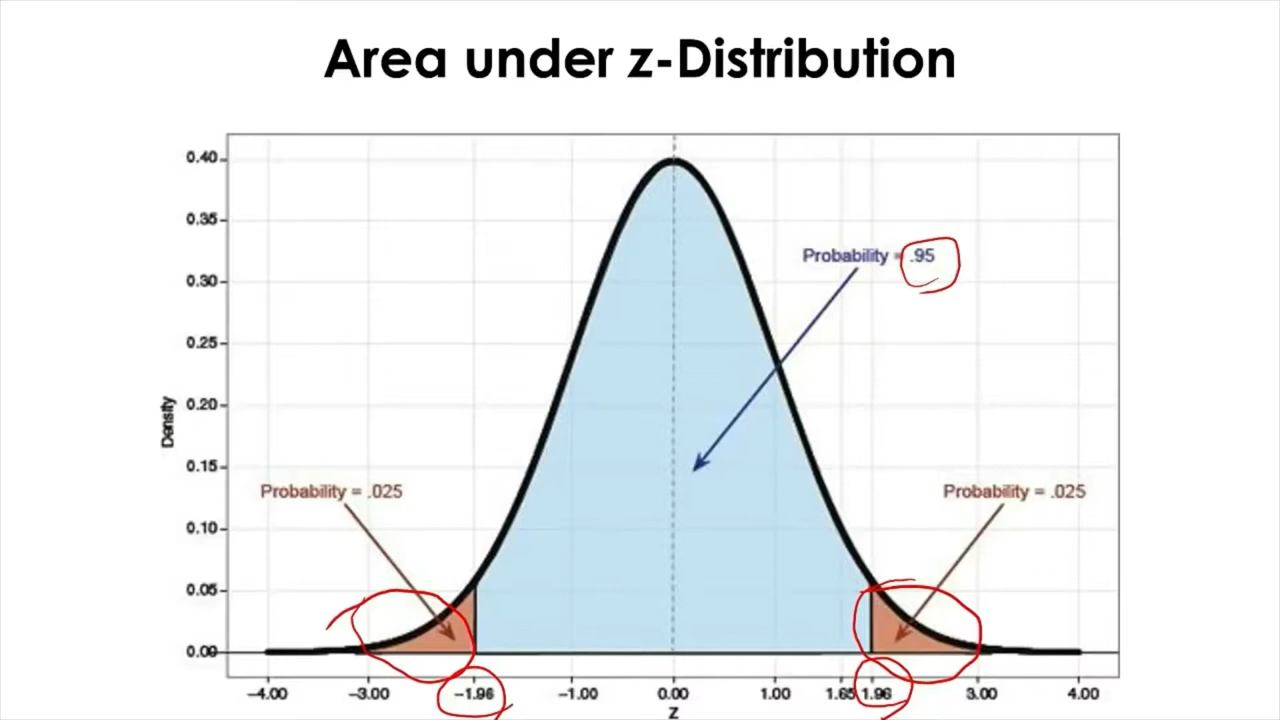 Area under z-Distribution
0.40
0.35
Probability = .95
0.30
0.25
0.20
Density
0.15
Probability = .025
Probability = .025
0.10
0.05
0.00
-4.00 -3.00 -1.96 -1.00 0.00 1.00 1.65 1.96 3.00 4.00
Z